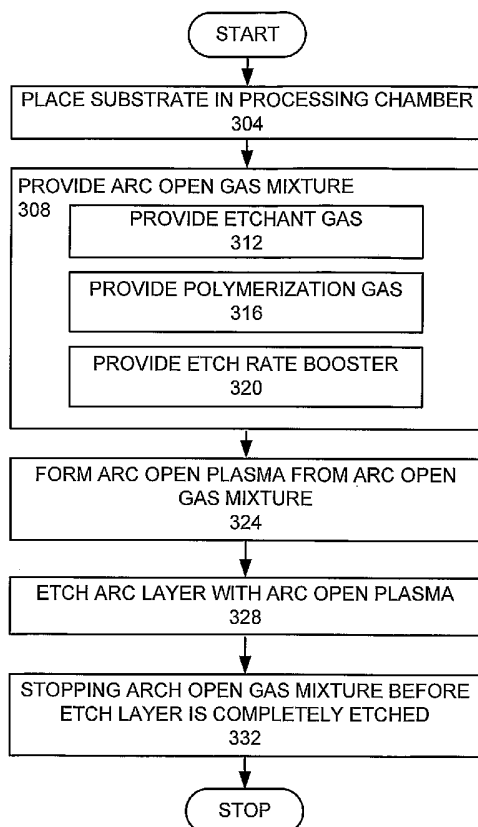 START
PLACE SUBSTRATE IN PROCESSING CHAMBER
304
PROVIDE ARC OPEN GAS MIXTURE
308
PROVIDE ETCHANT GAS
312
PROVIDE POLYMERIZATION GAS
316
PROVIDE ETCH RATE BOOSTER
320
FORM ARC OPEN PLASMA FROM ARC OPEN
GAS MIXTURE
324
ETCH ARC LAYER WITH ARC OPEN PLASMA
328
STOPPING ARCH OPEN GAS MIXTURE BEFORE
ETCH LAYER IS COMPLETELY ETCHED
332
STOP